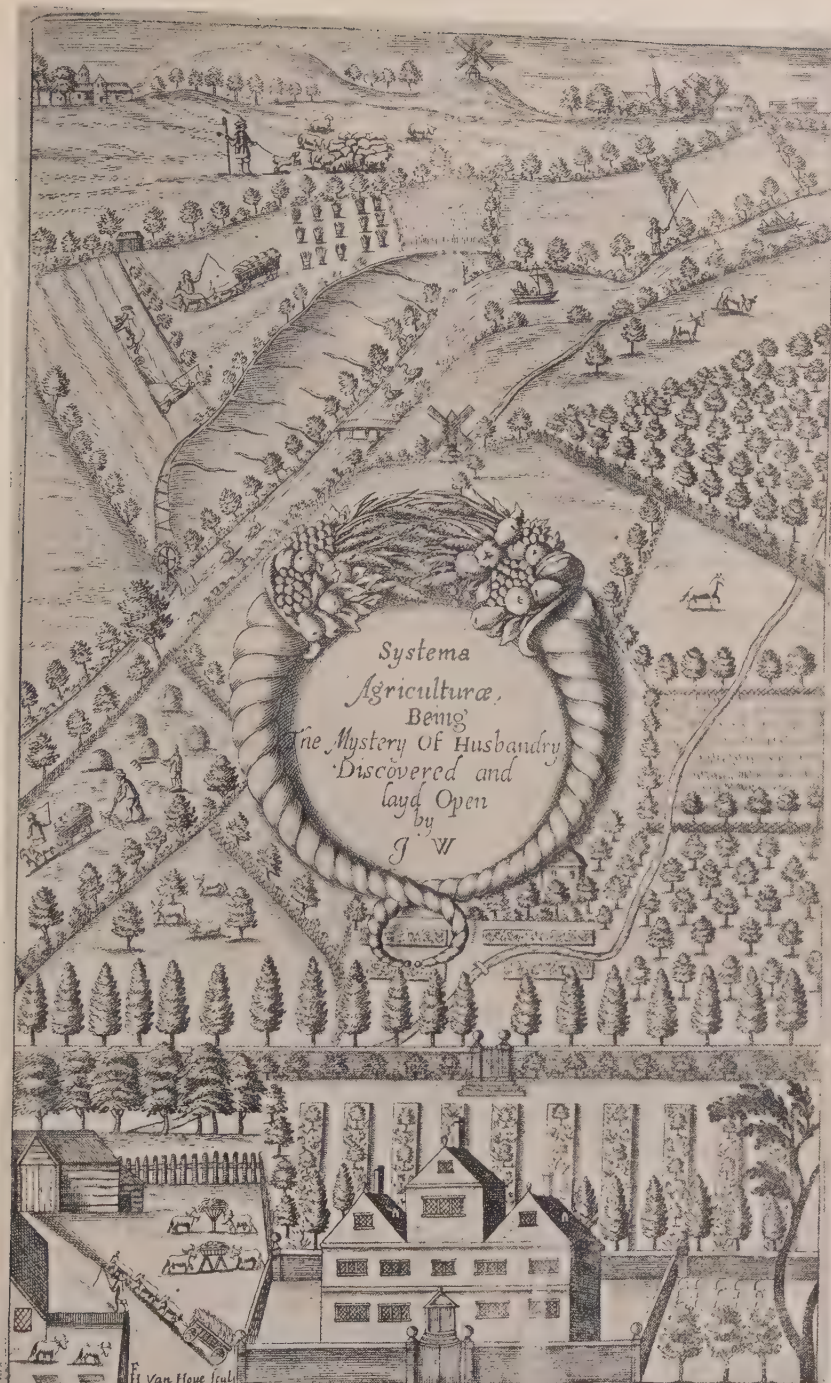 Systema
Agriculturæ,
Being
The Mystery Of Husbandry
Discovered and
layd Open
by
J W
F H Van Hove Sculp